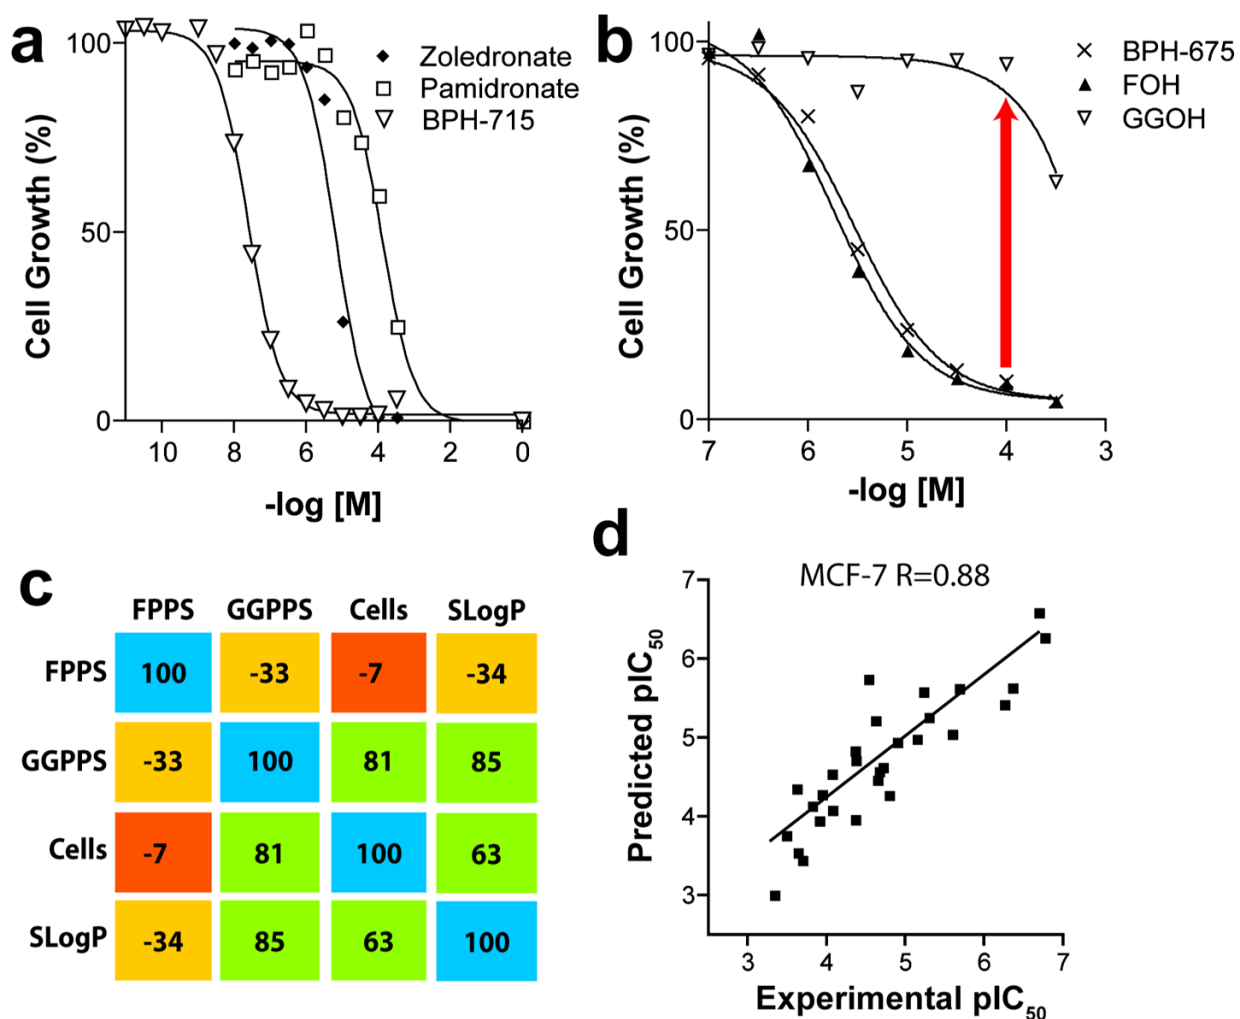 a
Zoledronate
Pamidronate
BPH-715
Cell Growth (%)
100
50
0
10 8 6 4 2 0
-log [M]
b
BPH-675
FOH
GGOH
Cell Growth (%)
100
50
0
7 6 5 4 3
-log [M]
c
FPPS GGPPS Cells SLogP
FPPS 100 -33 -7 -34
GGPPS -33 100 81 85
Cells -7 81 100 63
SLogP -34 85 63 100
d
MCF-7 R=0.88
Predicted pIC50
7
6
5
4
3
3 4 5 6 7
Experimental pIC50